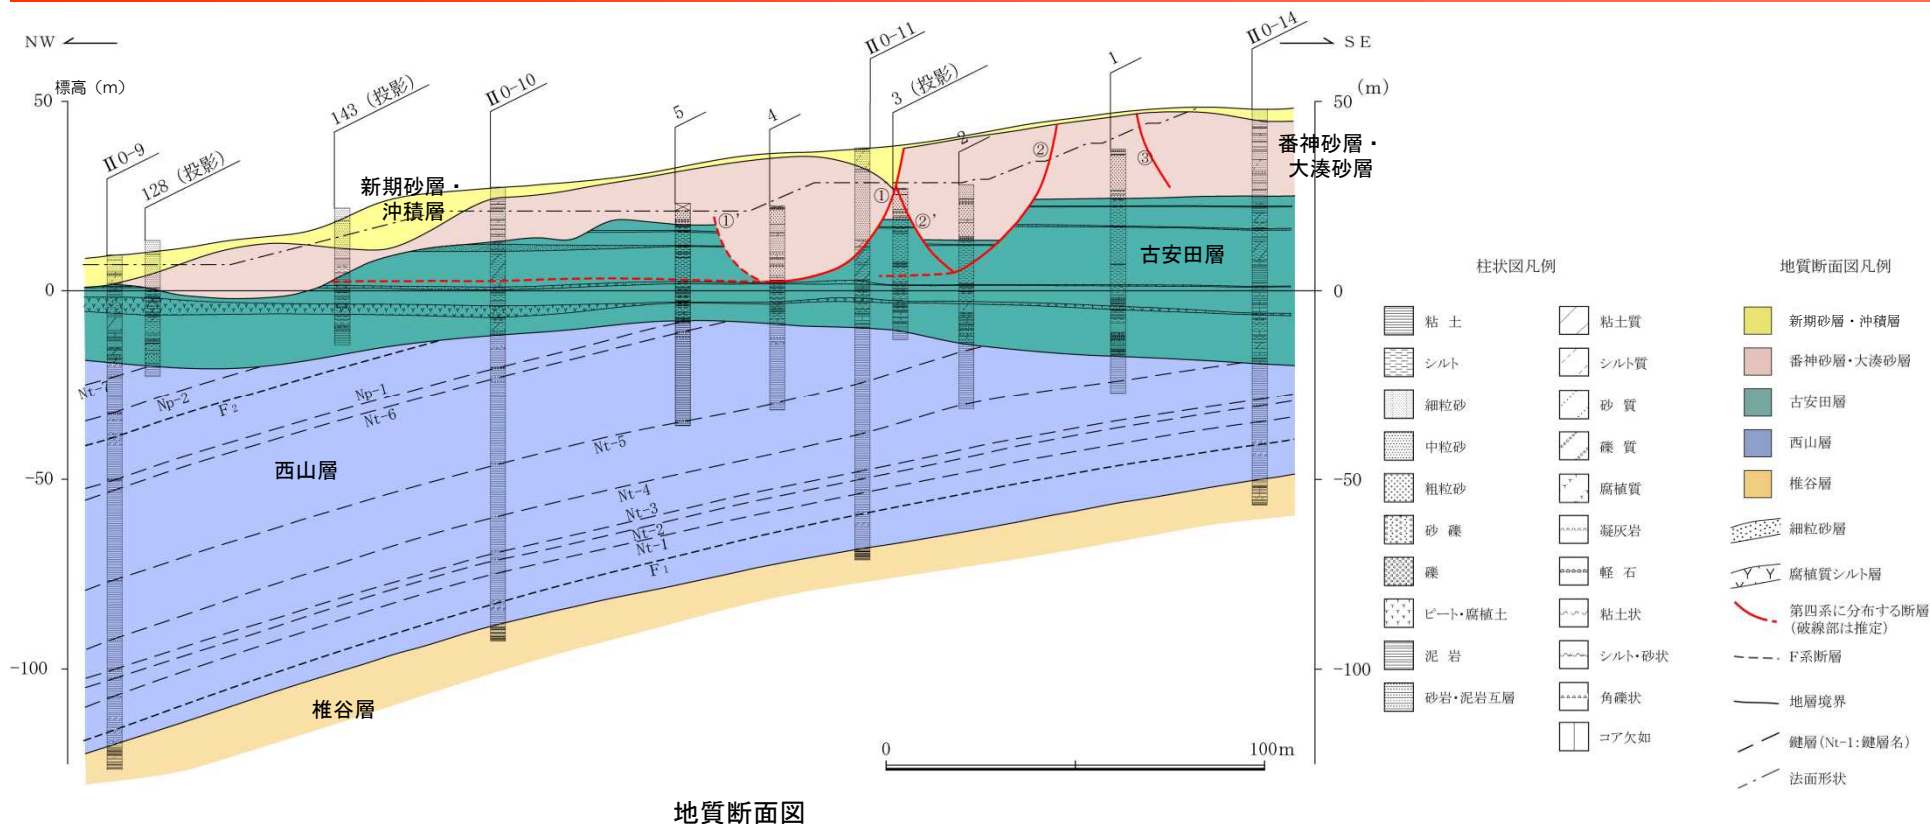 NW
SE
標高（m）
（m）
50
0
-50
-100
50
0
-50
-100
Ⅱ0-9
128（投影）
143（投影）
Ⅱ0-10
5
4
Ⅱ0-11
3（投影）
2
1
Ⅱ0-14
新期砂層・
沖積層
番神砂層・
大湊砂層
古安田層
西山層
椎谷層
①'
①
②'
②
③
Nt-7
Np-2
F2
Np-1
Nt-6
Nt-5
Nt-4
Nt-3
Nt-2
Nt-1
F1
0
100m
地質断面図
柱状図凡例
粘 土
シルト
細粒砂
中粒砂
粗粒砂
砂 礫
礫
ピート・腐植土
泥 岩
砂岩・泥岩互層
粘土質
シルト質
砂 質
礫 質
腐植質
凝灰岩
軽 石
粘土状
シルト・砂状
角礫状
コア欠如
地質断面図凡例
新期砂層・沖積層
番神砂層・大湊砂層
古安田層
西山層
椎谷層
細粒砂層
腐植質シルト層
第四系に分布する断層
（破線部は推定）
F系断層
地層境界
鍵層（Nt-1：鍵層名）
法面形状